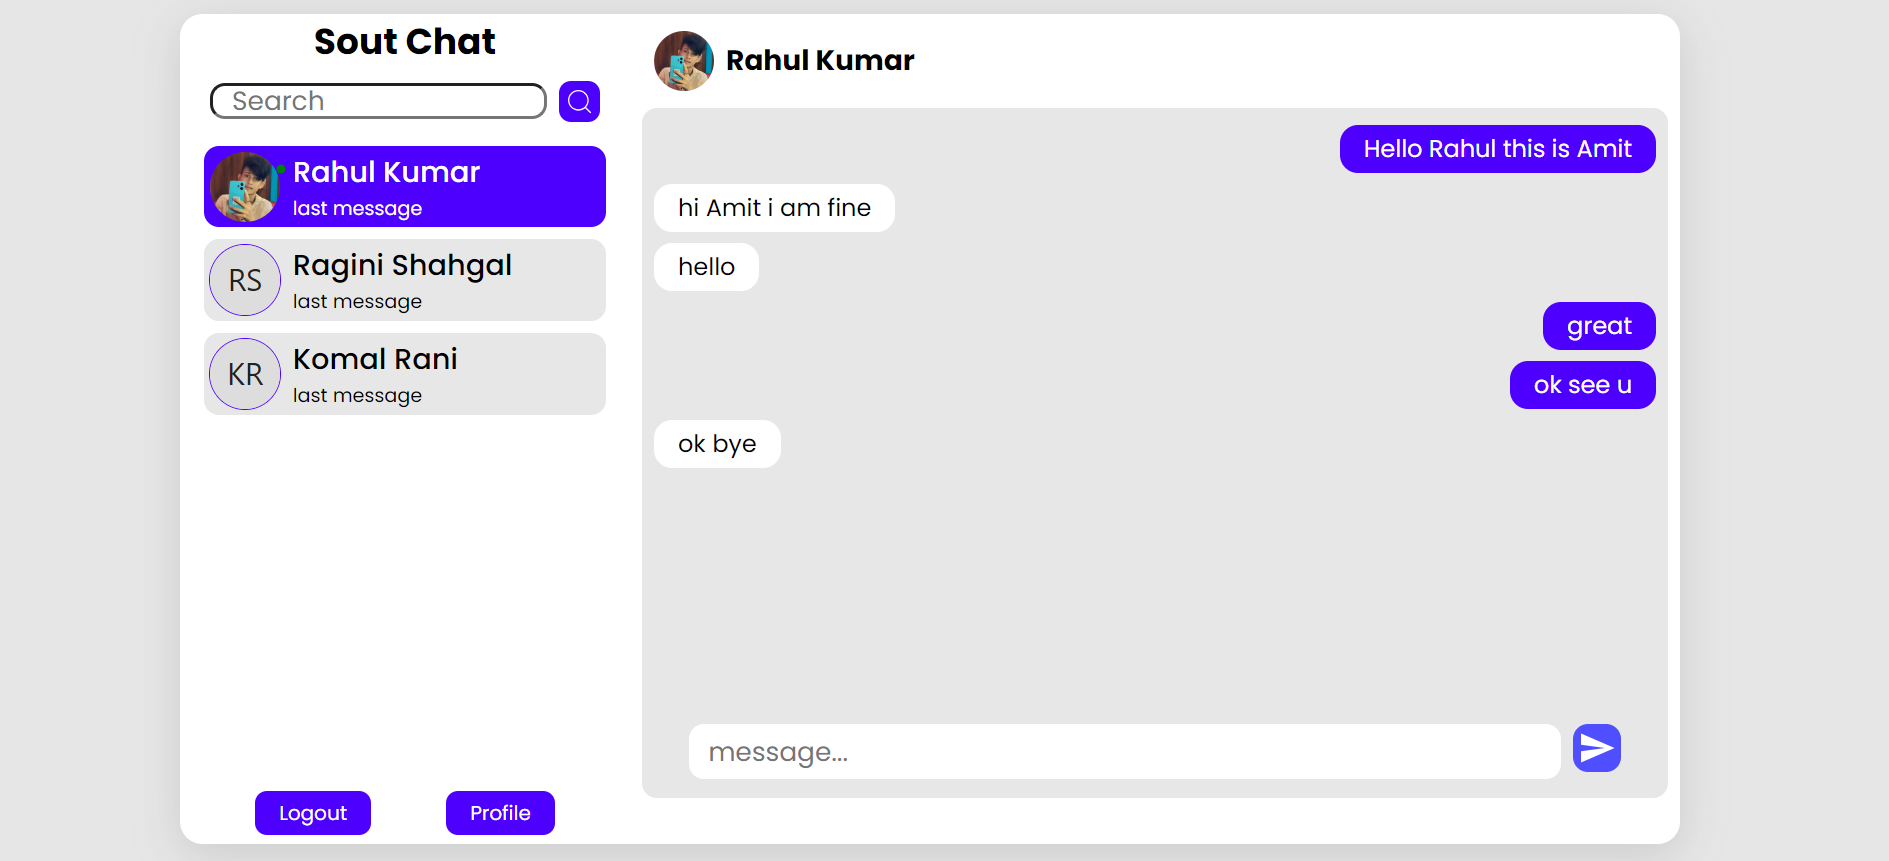 Sout Chat
Search
Rahul Kumar
last message
RS
Ragini Shahgal
last message
KR
Komal Rani
last message
Logout
Profile
Rahul Kumar
Hello Rahul this is Amit
hi Amit i am fine
hello
great
ok see u
ok bye
message...